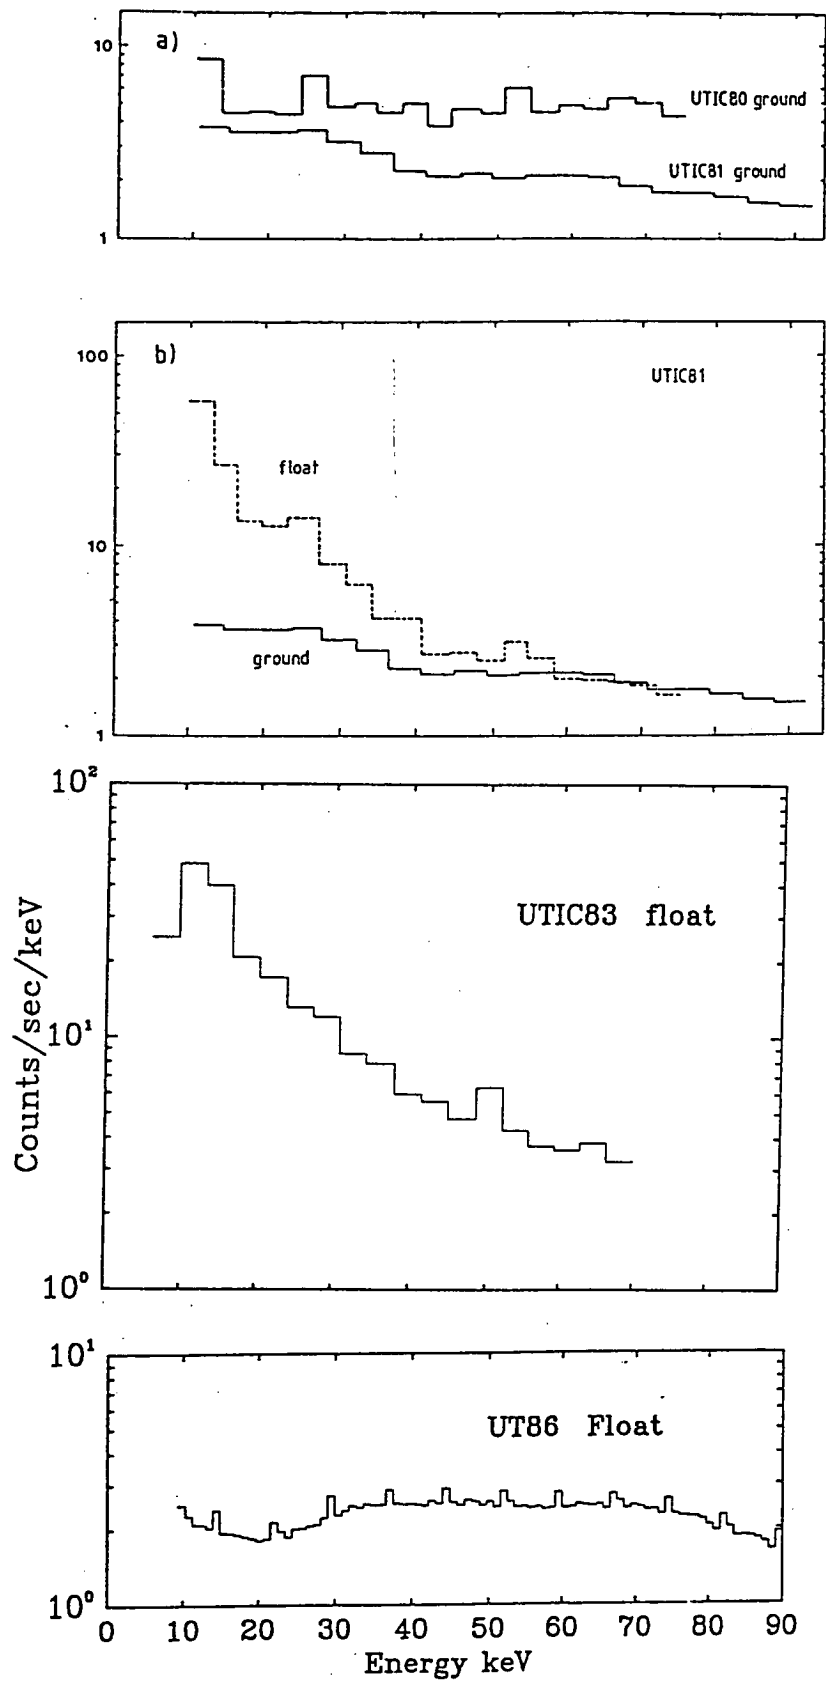 10
a)
UTIC80 ground
UTIC81 ground
1
100
b)
UTIC81
float
10
ground
1
10²
UTIC83 float
Counts/sec/keV
10¹
10⁰
10¹
UT86 Float
10⁰
0 10 20 30 40 50 60 70 80 90
Energy keV